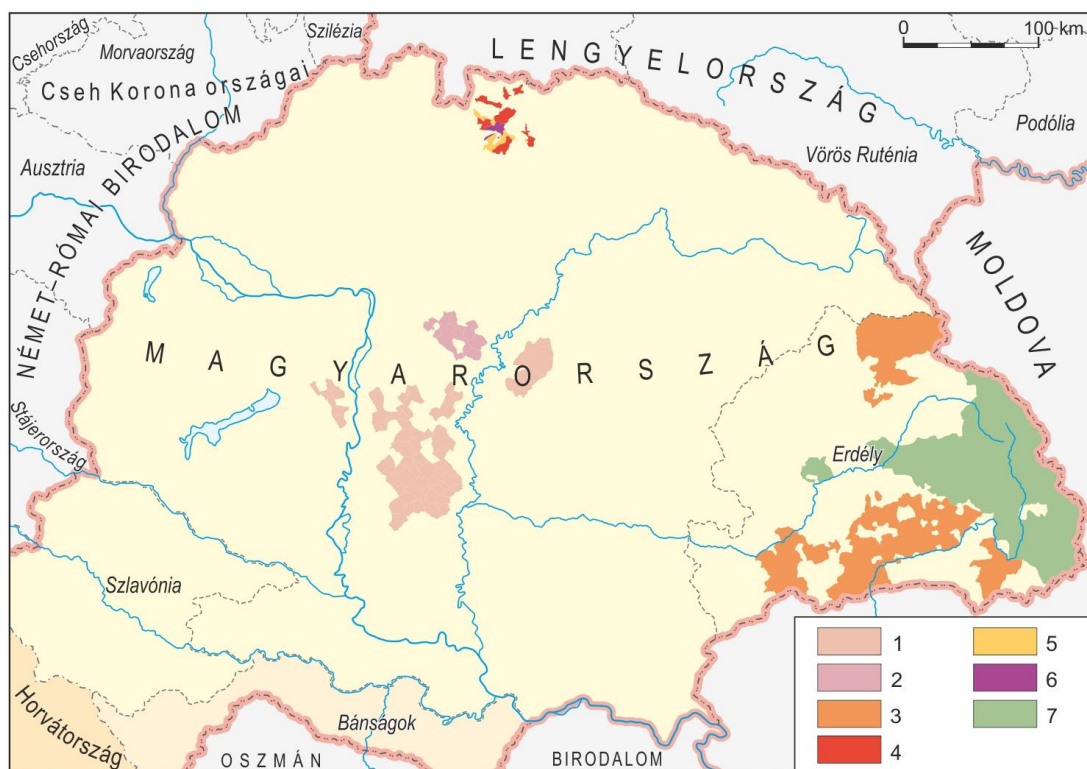 Csehország
Morvaország
Szilézia
Cseh Korona országai
LENGYELORSZÁG
0 100 km
Podólia
Vörös Ruténia
Ausztria
NÉMET-RÓMAI BIRODALOM
MOLDOVA
MAGYARORSZÁG
Stájerország
Erdély
Szlavónia
Horvátország
Bánságok
OSZMÁN BIRODALOM
1 5
2 6
3 7
4